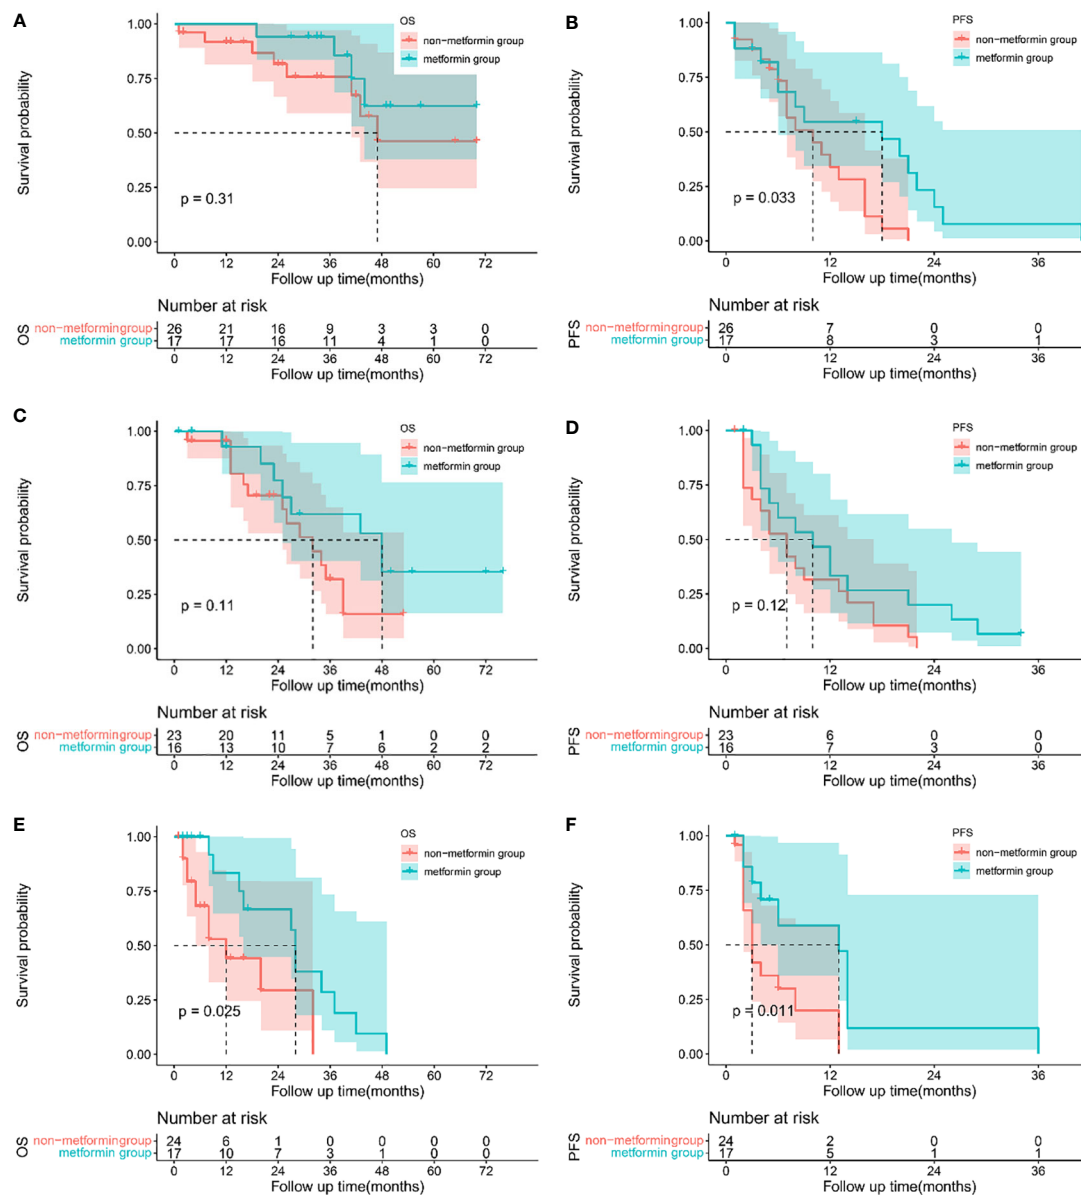 A
OS
non-metformin group
metformin group
Survival probability
1.00
0.75
0.50
0.25
0.00
p = 0.31
0 12 24 36 48 60 72
Follow up time(months)
Number at risk
OS
non-metformingroup 26 21 16 9 3 3 0
metformin group 17 17 16 11 4 1 0
0 12 24 36 48 60 72
Follow up time(months)
B
PFS
non-metformin group
metformin group
Survival probability
1.00
0.75
0.50
0.25
0.00
p = 0.033
0 12 24 36
Follow up time(months)
Number at risk
PFS
non-metformingroup 26 7 0 0
metformin group 17 8 3 1
0 12 24 36
Follow up time(months)
C
OS
non-metformin group
metformin group
Survival probability
1.00
0.75
0.50
0.25
0.00
p = 0.11
0 12 24 36 48 60 72
Follow up time(months)
Number at risk
OS
non-metformingroup 23 20 11 5 1 0 0
metformin group 16 13 10 7 6 2 2
0 12 24 36 48 60 72
Follow up time(months)
D
PFS
non-metformin group
metformin group
Survival probability
1.00
0.75
0.50
0.25
0.00
p = 0.12
0 12 24 36
Follow up time(months)
Number at risk
PFS
non-metformingroup 23 6 0 0
metformin group 16 7 3 0
0 12 24 36
Follow up time(months)
E
OS
non-metformin group
metformin group
Survival probability
1.00
0.75
0.50
0.25
0.00
p = 0.025
0 12 24 36 48 60 72
Follow up time(months)
Number at risk
OS
non-metformingroup 24 6 1 0 0 0 0
metformin group 17 10 7 3 1 0 0
0 12 24 36 48 60 72
Follow up time(months)
F
PFS
non-metformin group
metformin group
Survival probability
1.00
0.75
0.50
0.25
0.00
p = 0.011
0 12 24 36
Follow up time(months)
Number at risk
PFS
non-metformingroup 24 2 0 0
metformin group 17 5 1 1
0 12 24 36
Follow up time(months)